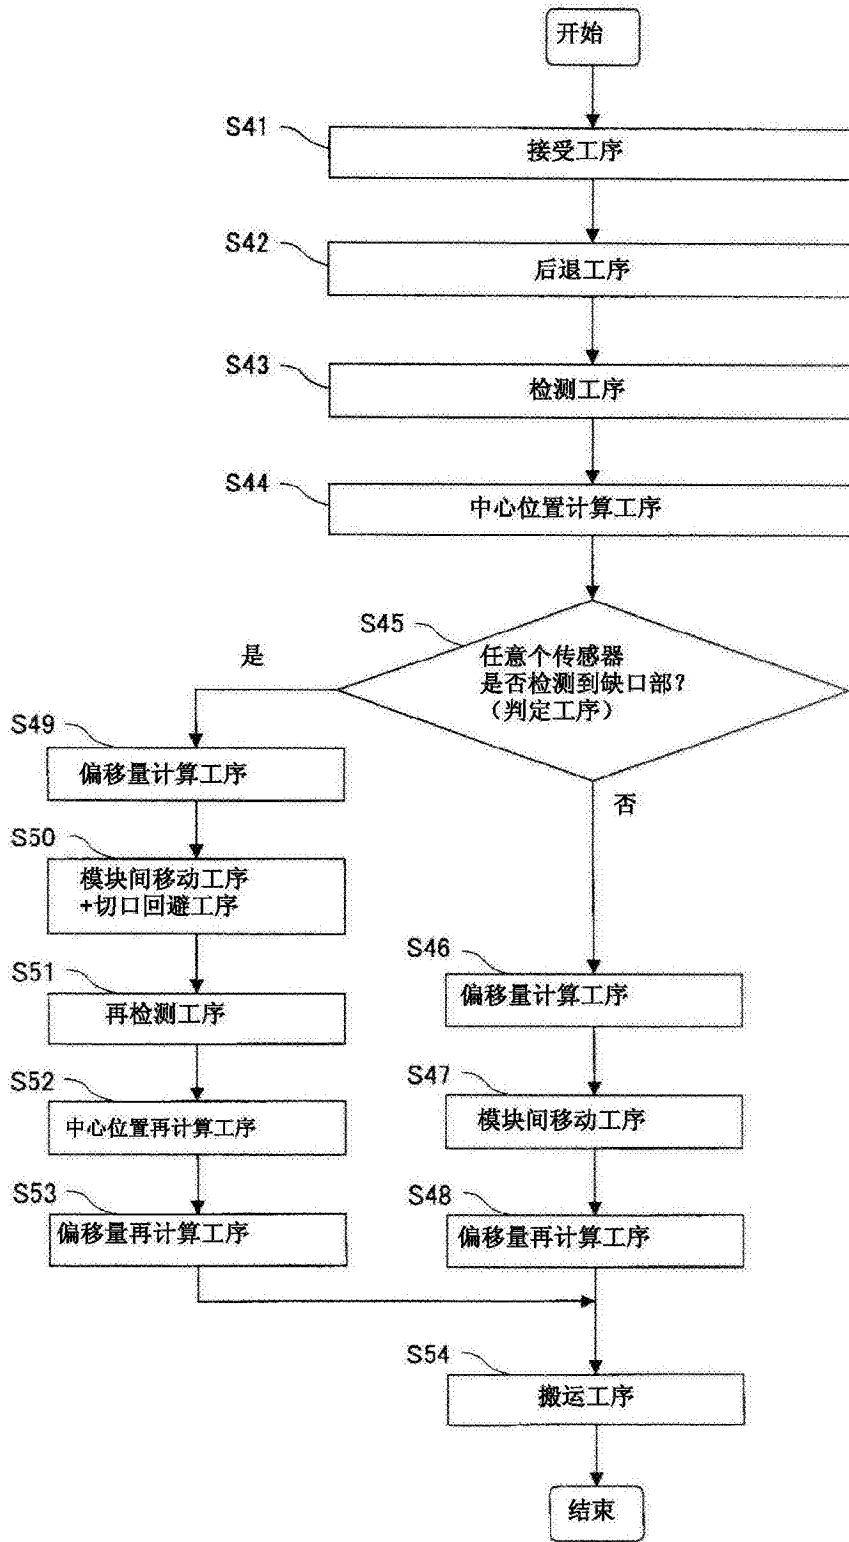 开始
S41
接受工序
S42
后退工序
S43
检测工序
S44
中心位置计算工序
S45
任意个传感器
是否检测到缺口部?
(判定工序)
是
否
S49
偏移量计算工序
S50
模块间移动工序
+切口回避工序
S51
再检测工序
S52
中心位置再计算工序
S53
偏移量再计算工序
S46
偏移量计算工序
S47
模块间移动工序
S48
偏移量再计算工序
S54
搬运工序
结束